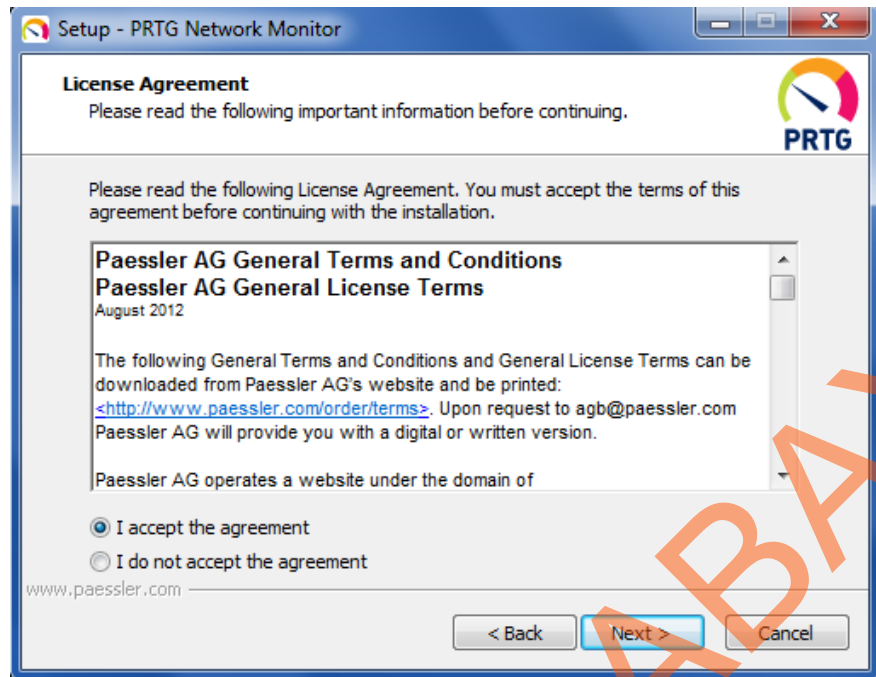 Setup - PRTG Network Monitor
License Agreement
Please read the following important information before continuing.
PRTG
Please read the following License Agreement. You must accept the terms of this
agreement before continuing with the installation.
Paessler AG General Terms and Conditions
Paessler AG General License Terms
August 2012
The following General Terms and Conditions and General License Terms can be
downloaded from Paessler AG's website and be printed:
<http://www.paessler.com/order/terms>. Upon request to agb@paessler.com
Paessler AG will provide you with a digital or written version.
Paessler AG operates a website under the domain of
I accept the agreement
I do not accept the agreement
www.paessler.com
< Back Next > Cancel